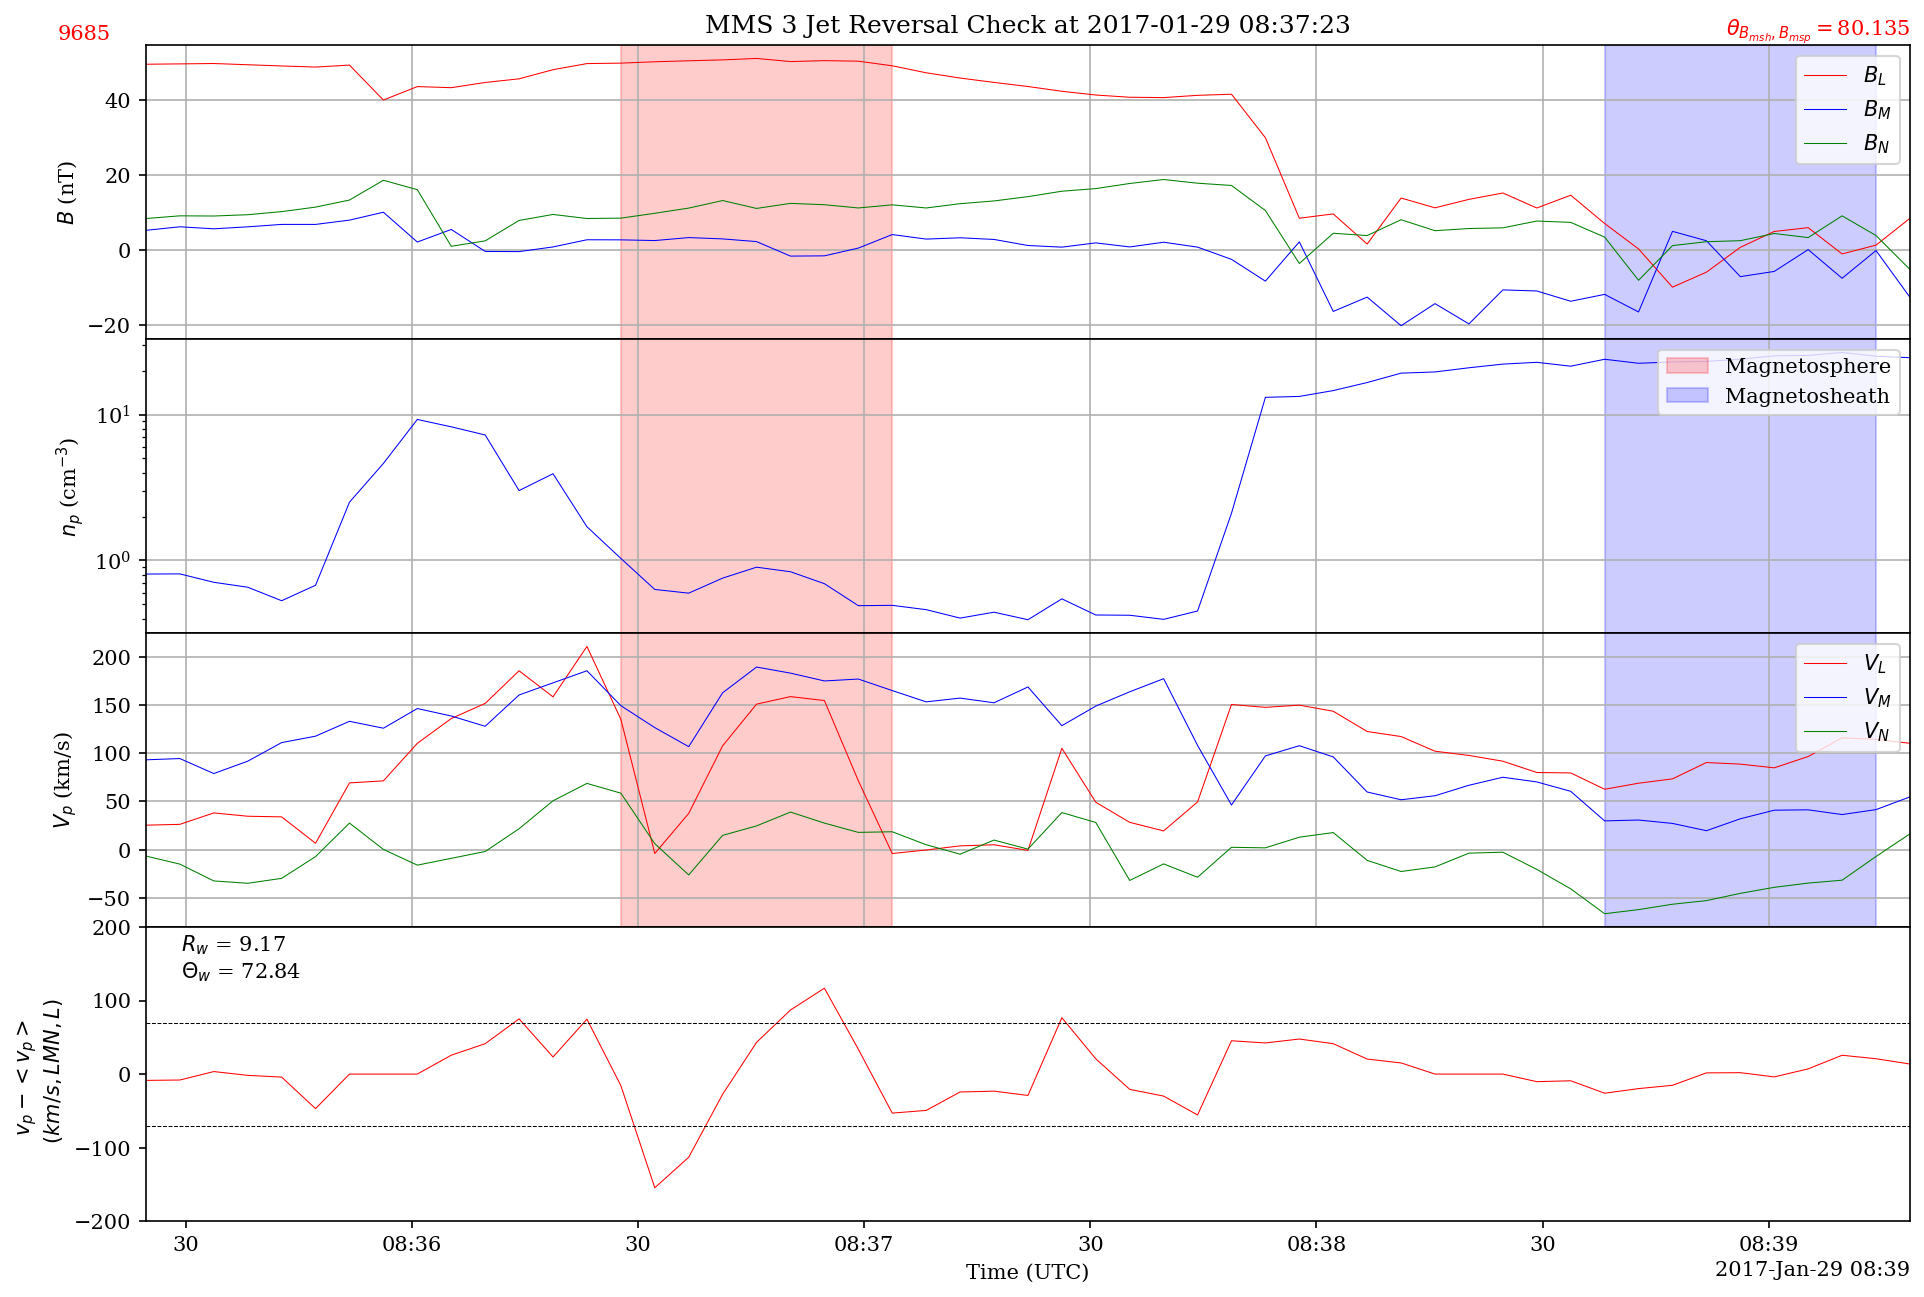 9685
MMS 3 Jet Reversal Check at 2017-01-29 08:37:23
θ_{B_{msh}, B_{msp}} = 80.135
B (nT)
40
20
0
−20
B_L
B_M
B_N
n_p (cm^{−3})
10^1
10^0
Magnetosphere
Magnetosheath
V_p (km/s)
200
150
100
50
0
−50
V_L
V_M
V_N
v_p − <v_p>
(km/s, LMN, L)
200
100
0
−100
−200
R_w = 9.17
Θ_w = 72.84
30
08:36
30
08:37
30
08:38
30
08:39
Time (UTC)
2017-Jan-29 08:39